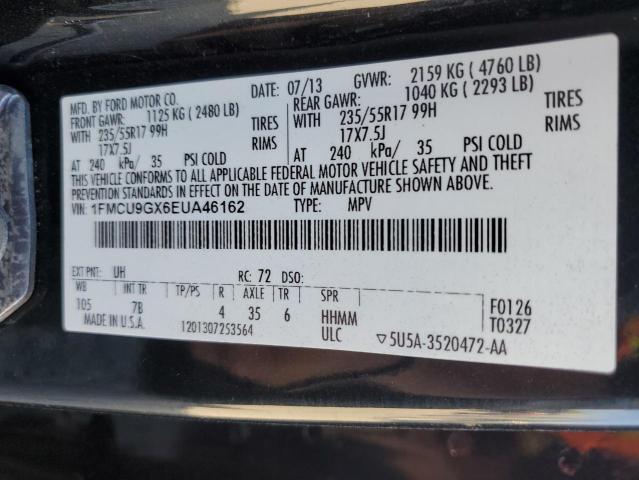 MFD. BY FORD MOTOR CO.
DATE: 07/13 GVWR: 2159 KG ( 4760 LB)
FRONT GAWR: 1125 KG ( 2480 LB)
REAR GAWR: 1040 KG ( 2293 LB)
WITH 235/55R17 99H TIRES
WITH 235/55R17 99H TIRES
17X7.5J RIMS
17X7.5J RIMS
AT 240 kPa/ 35 PSI COLD
AT 240 kPa/ 35 PSI COLD
THIS VEHICLE CONFORMS TO ALL APPLICABLE FEDERAL MOTOR VEHICLE SAFETY AND THEFT
PREVENTION STANDARDS IN EFFECT ON THE DATE OF MANUFACTURE SHOWN ABOVE.
VIN: 1FMCU9GX6EUA46162 TYPE: MPV
EXT PNT: UH RC: 72 DSO:
WB INT TR TP/PS R AXLE TR SPR
105 7B 4 35 6 HHMM F0126
MADE IN U.S.A. 1201307253564 ULC T0327
▽5U5A-3520472-AA